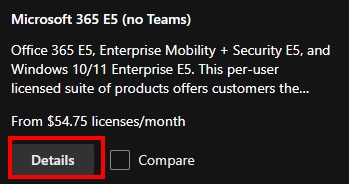 Microsoft 365 E5 (no Teams)
Office 365 E5, Enterprise Mobility + Security E5, and
Windows 10/11 Enterprise E5. This per-user
licensed suite of products offers customers the...
From $54.75 licenses/month
Details
Compare